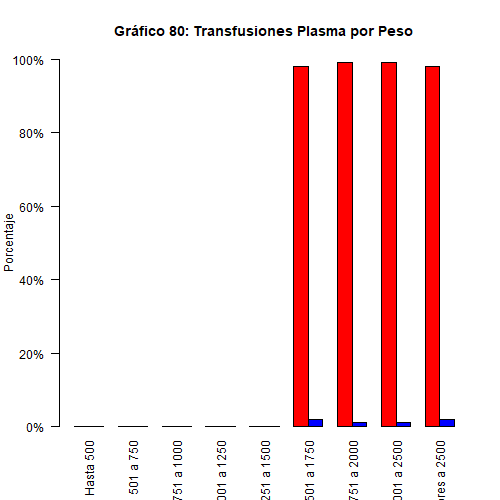 Gráfico 80: Transfusiones Plasma por Peso
100%
80%
60%
40%
20%
0%
Porcentaje
Hasta 500
501 a 750
751 a 1000
001 a 1250
251 a 1500
501 a 1750
751 a 2000
001 a 2500
ores a 2500